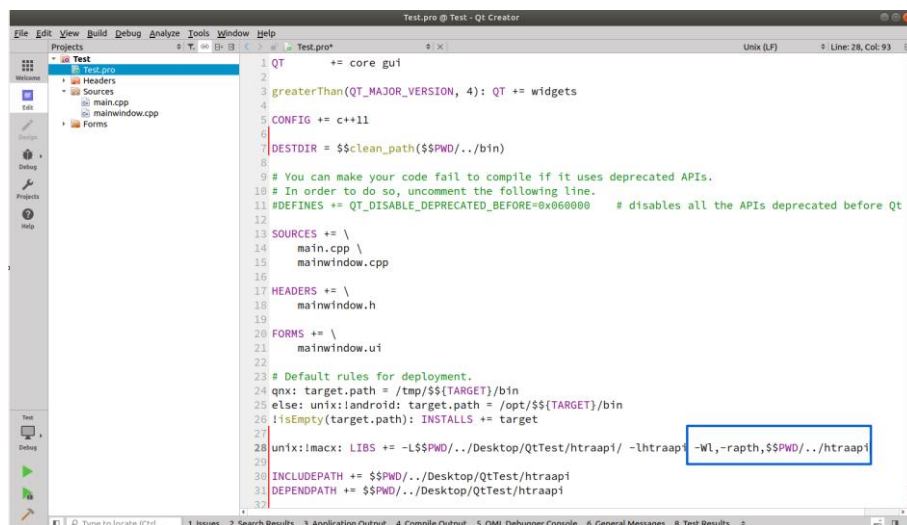 Test.pro @ Test - Qt Creator
File Edit View Build Debug Analyze Tools Window Help
Projects
Test.pro*
Unix (LF)
Line: 28, Col: 93
Welcome
Edit
Design
Debug
Projects
Help
Test
Debug
Test
Test.pro
Headers
Sources
main.cpp
mainwindow.cpp
Forms
1 QT += core gui
2
3 greaterThan(QT_MAJOR_VERSION, 4): QT += widgets
4
5 CONFIG += c++11
6
7 DESTDIR = $$clean_path($$PWD/../bin)
8
9 # You can make your code fail to compile if it uses deprecated APIs.
10 # In order to do so, uncomment the following line.
11 #DEFINES += QT_DISABLE_DEPRECATED_BEFORE=0x060000 # disables all the APIs deprecated before Qt
12
13 SOURCES += \
14 main.cpp \
15 mainwindow.cpp
16
17 HEADERS += \
18 mainwindow.h
19
20 FORMS += \
21 mainwindow.ui
22
23 # Default rules for deployment.
24 qnx: target.path = /tmp/$${TARGET}/bin
25 else: unix:!android: target.path = /opt/$${TARGET}/bin
26 !isEmpty(target.path): INSTALLS += target
27
28 unix:!macx: LIBS += -L$$PWD/../Desktop/QtTest/htraapi/ -lhtraapi -Wl,-rapth,$$PWD/../htraapi
29
30 INCLUDEPATH += $$PWD/../Desktop/QtTest/htraapi
31 DEPENDPATH += $$PWD/../Desktop/QtTest/htraapi
32
Type to locate (Ctrl
1 Issues 2 Search Results 3 Application Output 4 Compile Output 5 QML Debugger Console 6 General Messages 8 Test Results